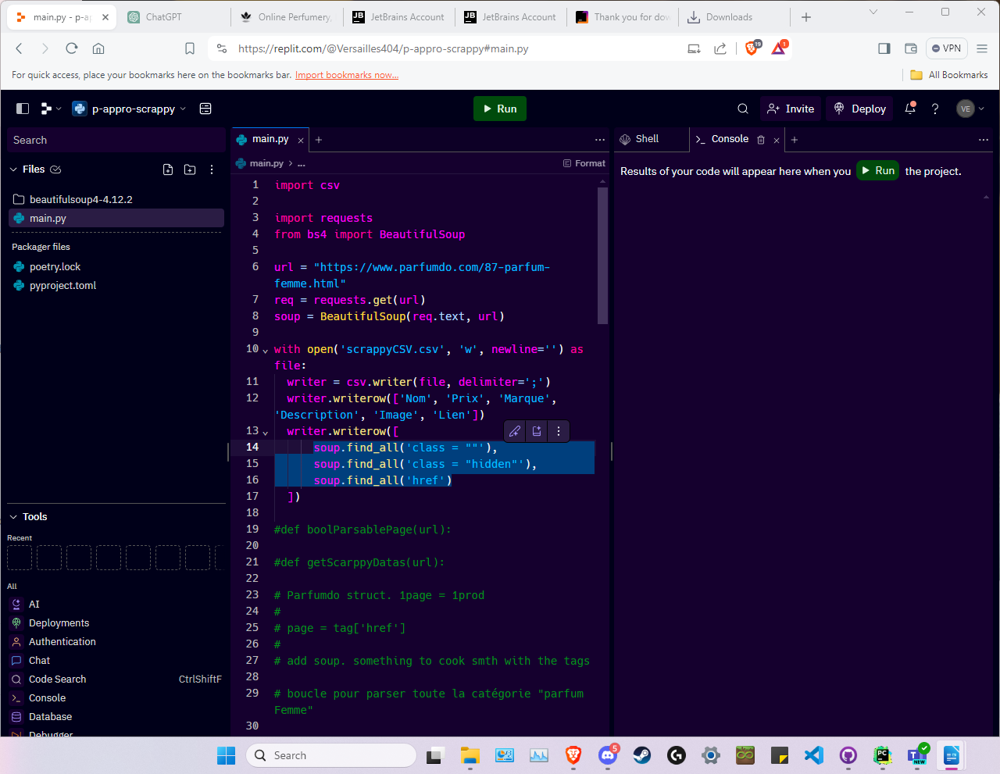 main.py - p-ap
ChatGPT
Online Perfumery,
JetBrains Account
JetBrains Account
Thank you for dow
Downloads
https://replit.com/@Versailles404/p-appro-scrappy#main.py
19
1
VPN
For quick access, place your bookmarks here on the bookmarks bar. Import bookmarks now...
All Bookmarks
p-appro-scrappy
Run
Invite
Deploy
VE
Search
Files
beautifulsoup4-4.12.2
main.py
Packager files
poetry.lock
pyproject.toml
Tools
Recent
All
AI
Deployments
Authentication
Chat
Code Search CtrlShiftF
Console
Database
Debugger
main.py
main.py > ...
Format
1 import csv
2
3 import requests
4 from bs4 import BeautifulSoup
5
6 url = "https://www.parfumdo.com/87-parfum-
femme.html"
7 req = requests.get(url)
8 soup = BeautifulSoup(req.text, url)
9
10 with open('scrappyCSV.csv', 'w', newline='') as
file:
11 writer = csv.writer(file, delimiter=';')
12 writer.writerow(['Nom', 'Prix', 'Marque',
'Description', 'Image', 'Lien'])
13 writer.writerow([
14 soup.find_all('class = ""'),
15 soup.find_all('class = "hidden"'),
16 soup.find_all('href')
17 ])
18
19 #def boolParsablePage(url):
20
21 #def getScarppyDatas(url):
22
23 # Parfumdo struct. 1page = 1prod
24 #
25 # page = tag['href']
26 #
27 # add soup. something to cook smth with the tags
28
29 # boucle pour parser toute la catégorie "parfum
Femme"
30
Shell
Console
Results of your code will appear here when you Run the project.
Search
5
NEW